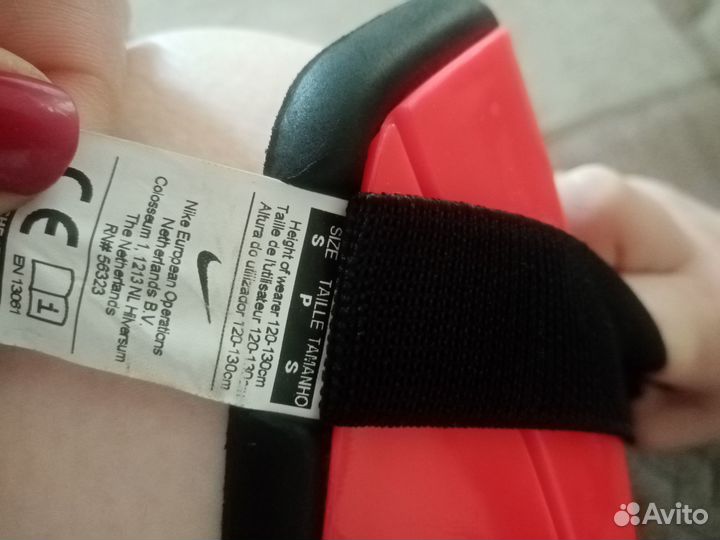 SIZE TAILLE TAMANHO
S P S
Height of wearer 120-130cm
Taille de l'utilisateur 120-130cm
Altura do utilizador 120-130cm
Nike European Operations
Netherlands B.V.
Colosseum 1, 1213 NL Hilversum
The Netherlands
RN# 56323
CE
1
EN 13061
Avito